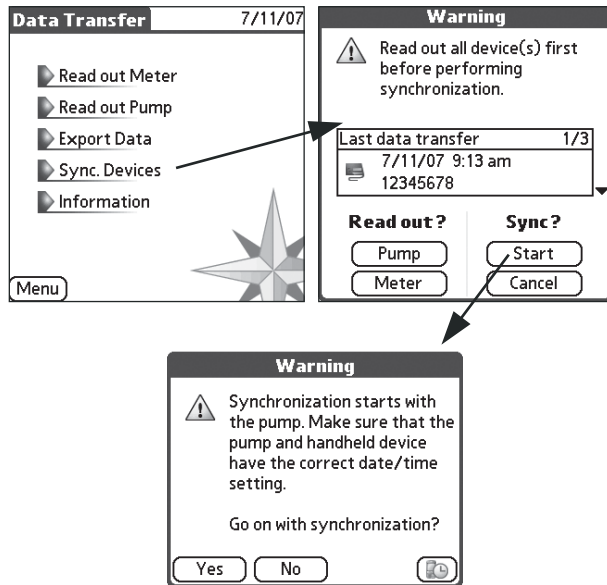 Data Transfer 7/11/07
Read out Meter
Read out Pump
Export Data
Sync. Devices
Information
Menu
Warning
Read out all device(s) first
before performing
synchronization.
Last data transfer 1/3
7/11/07 9:13 am
12345678
Read out? Sync?
Pump Start
Meter Cancel
Warning
Synchronization starts with
the pump. Make sure that the
pump and handheld device
have the correct date/time
setting.
Go on with synchronization?
Yes No